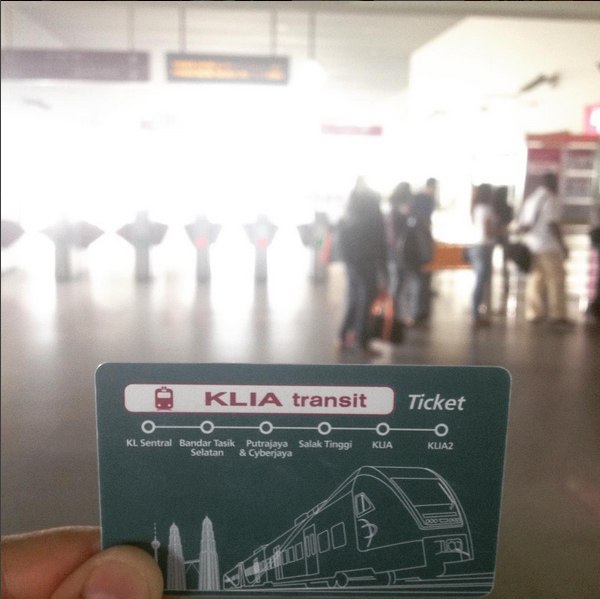 KLIA transit Ticket
KL Sentral Bandar Tasik Selatan Putrajaya & Cyberjaya Salak Tinggi KLIA KLIA2